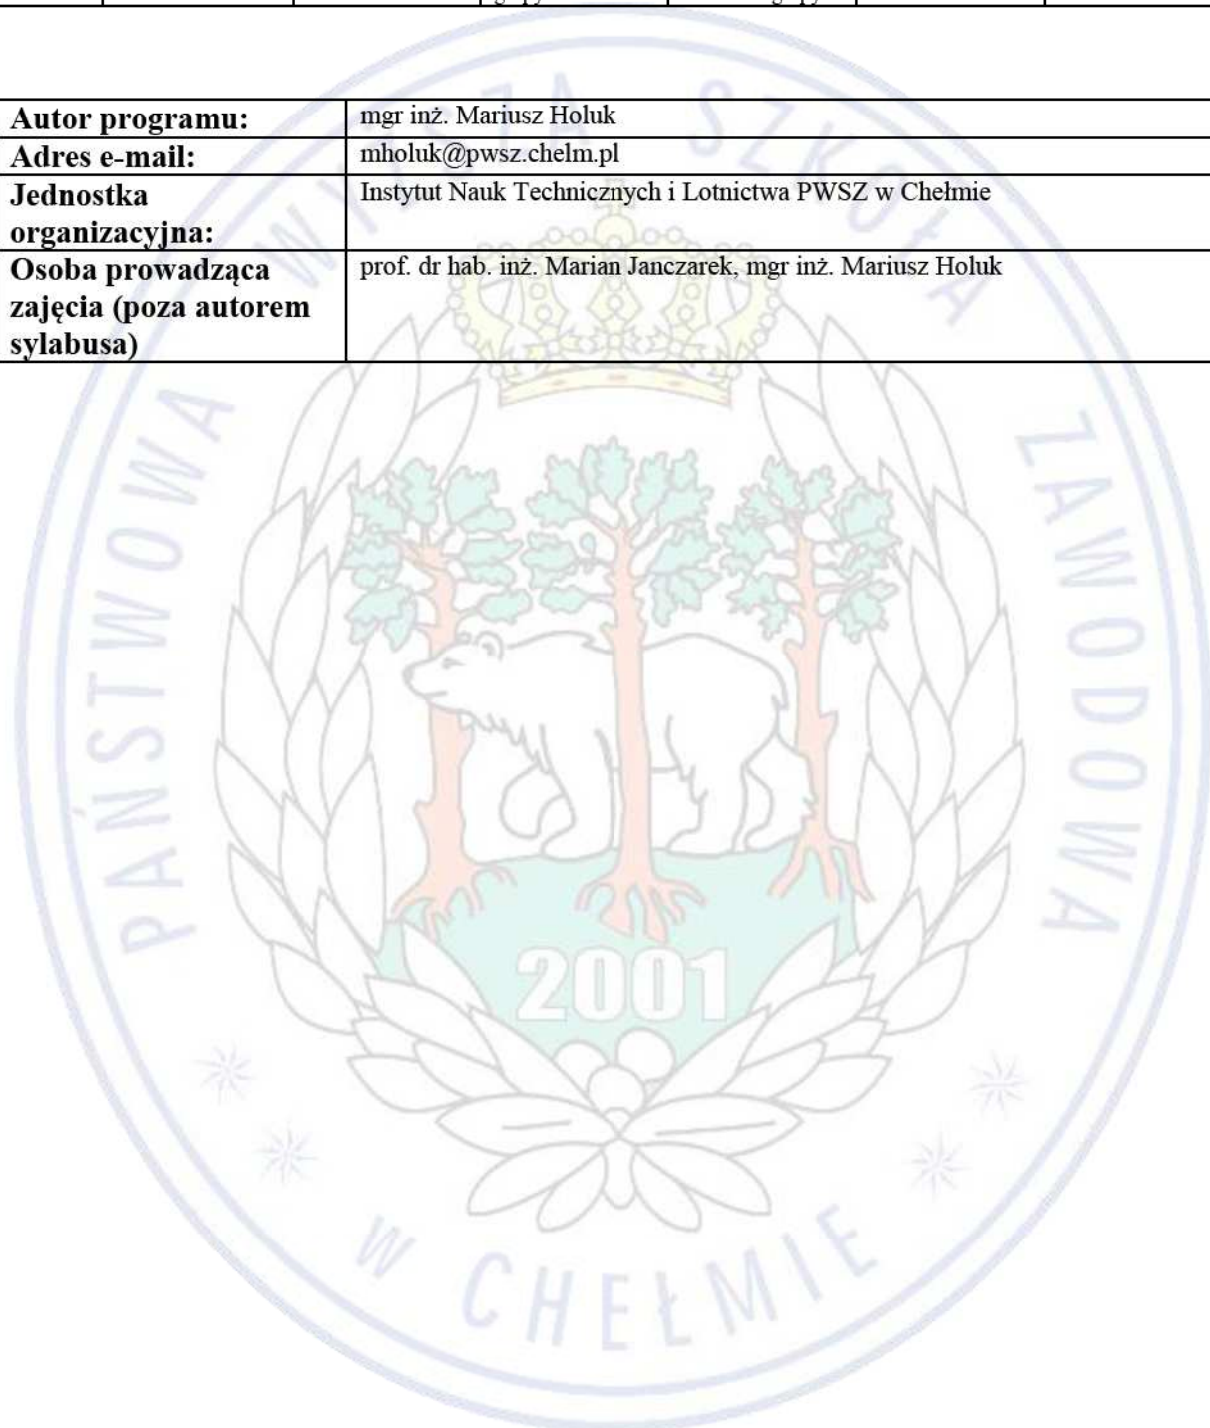 Autor programu: mgr inż. Mariusz Holuk
Adres e-mail: mholuk@pwsz.chelm.pl
Jednostka Instytut Nauk Technicznych i Lotnictwa PWSZ w Chełmie
organizacyjna:
Osoba prowadząca prof. dr hab. inż. Marian Janczarek, mgr inż. Mariusz Holuk
zajęcia (poza autorem
sylabusa)
PAŃSTWOWA WYŻSZA SZKOŁA ZAWODOWA
2001
W CHEŁMIE